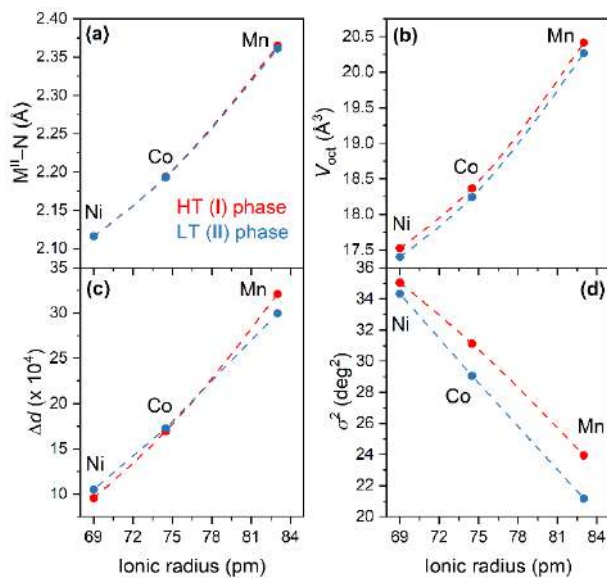 (a)
2.40
2.35
2.30
2.25
2.20
2.15
2.10
M^II–N (Å)
Mn
Co
Ni
HT (I) phase
LT (II) phase
(b)
20.5
20.0
19.5
19.0
18.5
18.0
17.5
V_oct (Å³)
Mn
Co
Ni
(c)
35
30
25
20
15
10
Δd (x 10⁴)
Mn
Co
Ni
69 72 75 78 81 84
Ionic radius (pm)
(d)
36
34
32
30
28
26
24
22
20
σ² (deg²)
Ni
Co
Mn
69 72 75 78 81 84
Ionic radius (pm)